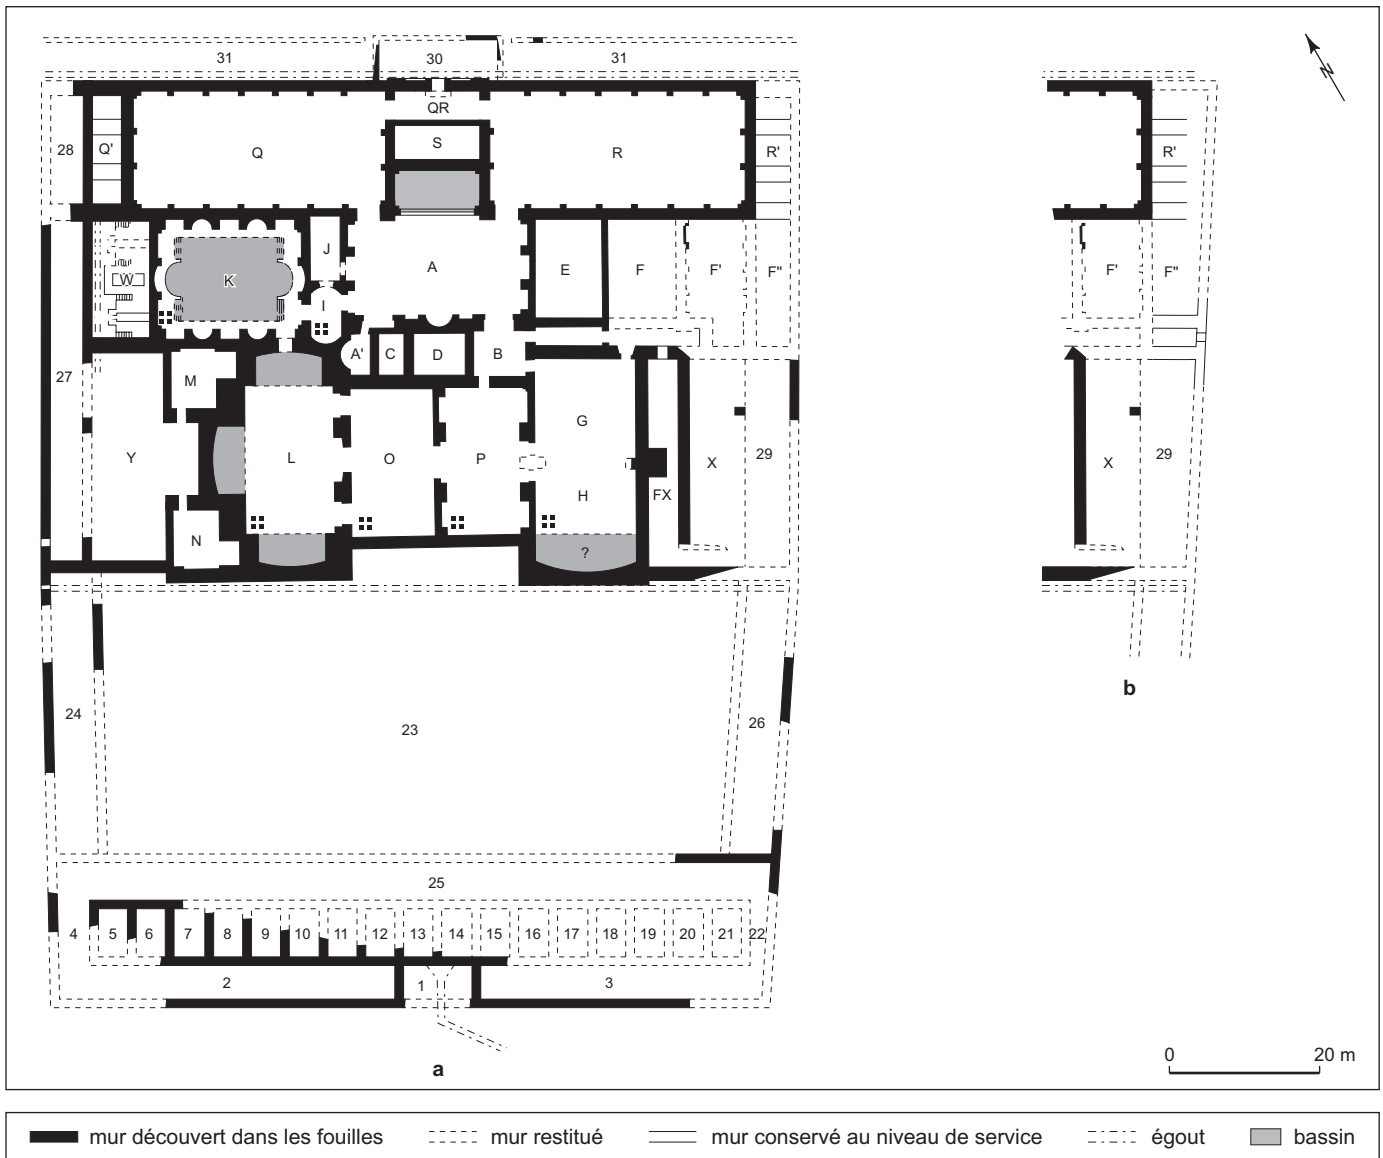 31 30 31
N
QR
28 Q' Q S R R' R'
J
W K A E F F' F" F' F"
I
A' C D B
27 M
G
Y L O P X 29 X 29
H FX
N
?
b
24 23 26
25
4 5 6 7 8 9 10 11 12 13 14 15 16 17 18 19 20 21 22
2 1 3
0 20 m
a
mur découvert dans les fouilles mur restitué mur conservé au niveau de service égout bassin